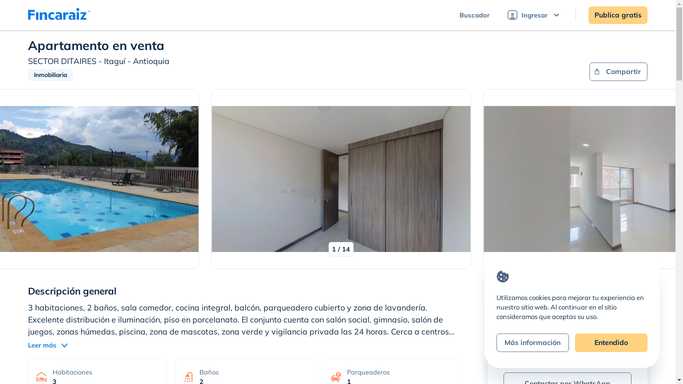 Fincaraiz
Buscador
Ingresar
Publica gratis
Apartamento en venta
SECTOR DITAIRES - Itaguí - Antioquia
Inmobiliaria
Compartir
1 / 14
Descripción general
3 habitaciones, 2 baños, sala comedor, cocina integral, balcón, parqueadero cubierto y zona de lavandería.
Excelente distribución e iluminación, piso en porcelanato. El conjunto cuenta con salón social, gimnasio, salón de
juegos, zonas húmedas, piscina, zona de mascotas, zona verde y vigilancia privada las 24 horas. Cerca a centros...
Leer más
Habitaciones
3
Baños
2
Parqueaderos
1
Utilizamos cookies para mejorar tu experiencia en
nuestro sitio web. Al continuar en el sitio
consideramos que aceptas su uso.
Más información
Entendido
Contactar por WhatsApp